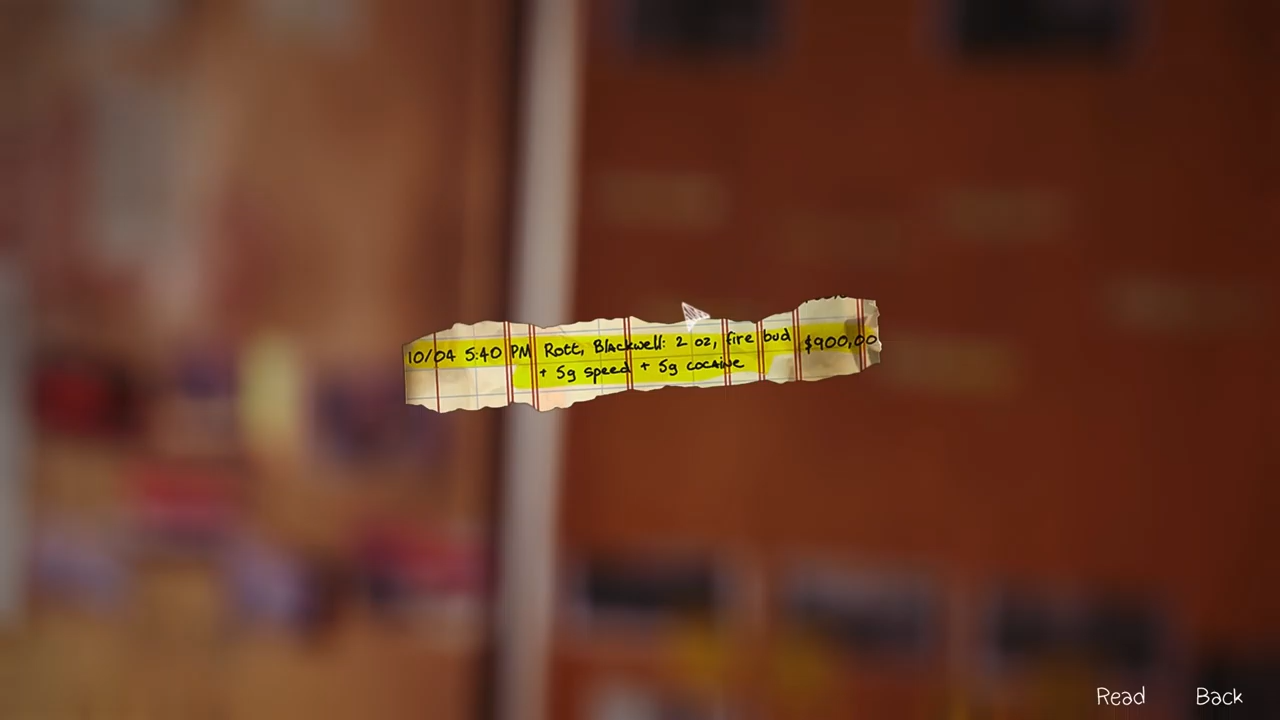 10/04 5:40 PM Rott, Blackwell: 2 oz, fire bud $900,00
+ 5g speed + 5g cocaine
Read Back